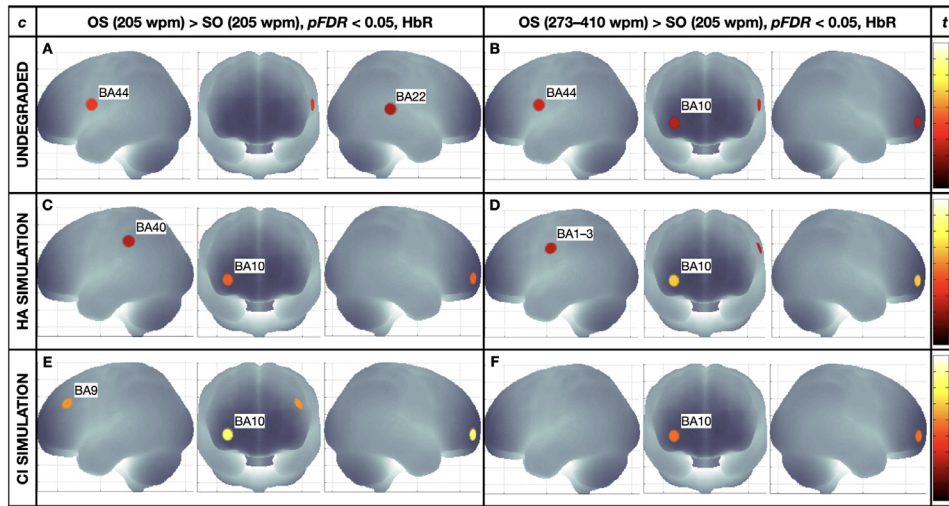 c OS (205 wpm) > SO (205 wpm), pFDR < 0.05, HbR OS (273–410 wpm) > SO (205 wpm), pFDR < 0.05, HbR t
UNDEGRADED
A
BA44
BA22
B
BA44
BA10
HA SIMULATION
C
BA40
BA10
D
BA1–3
BA10
CI SIMULATION
E
BA9
BA10
F
BA10